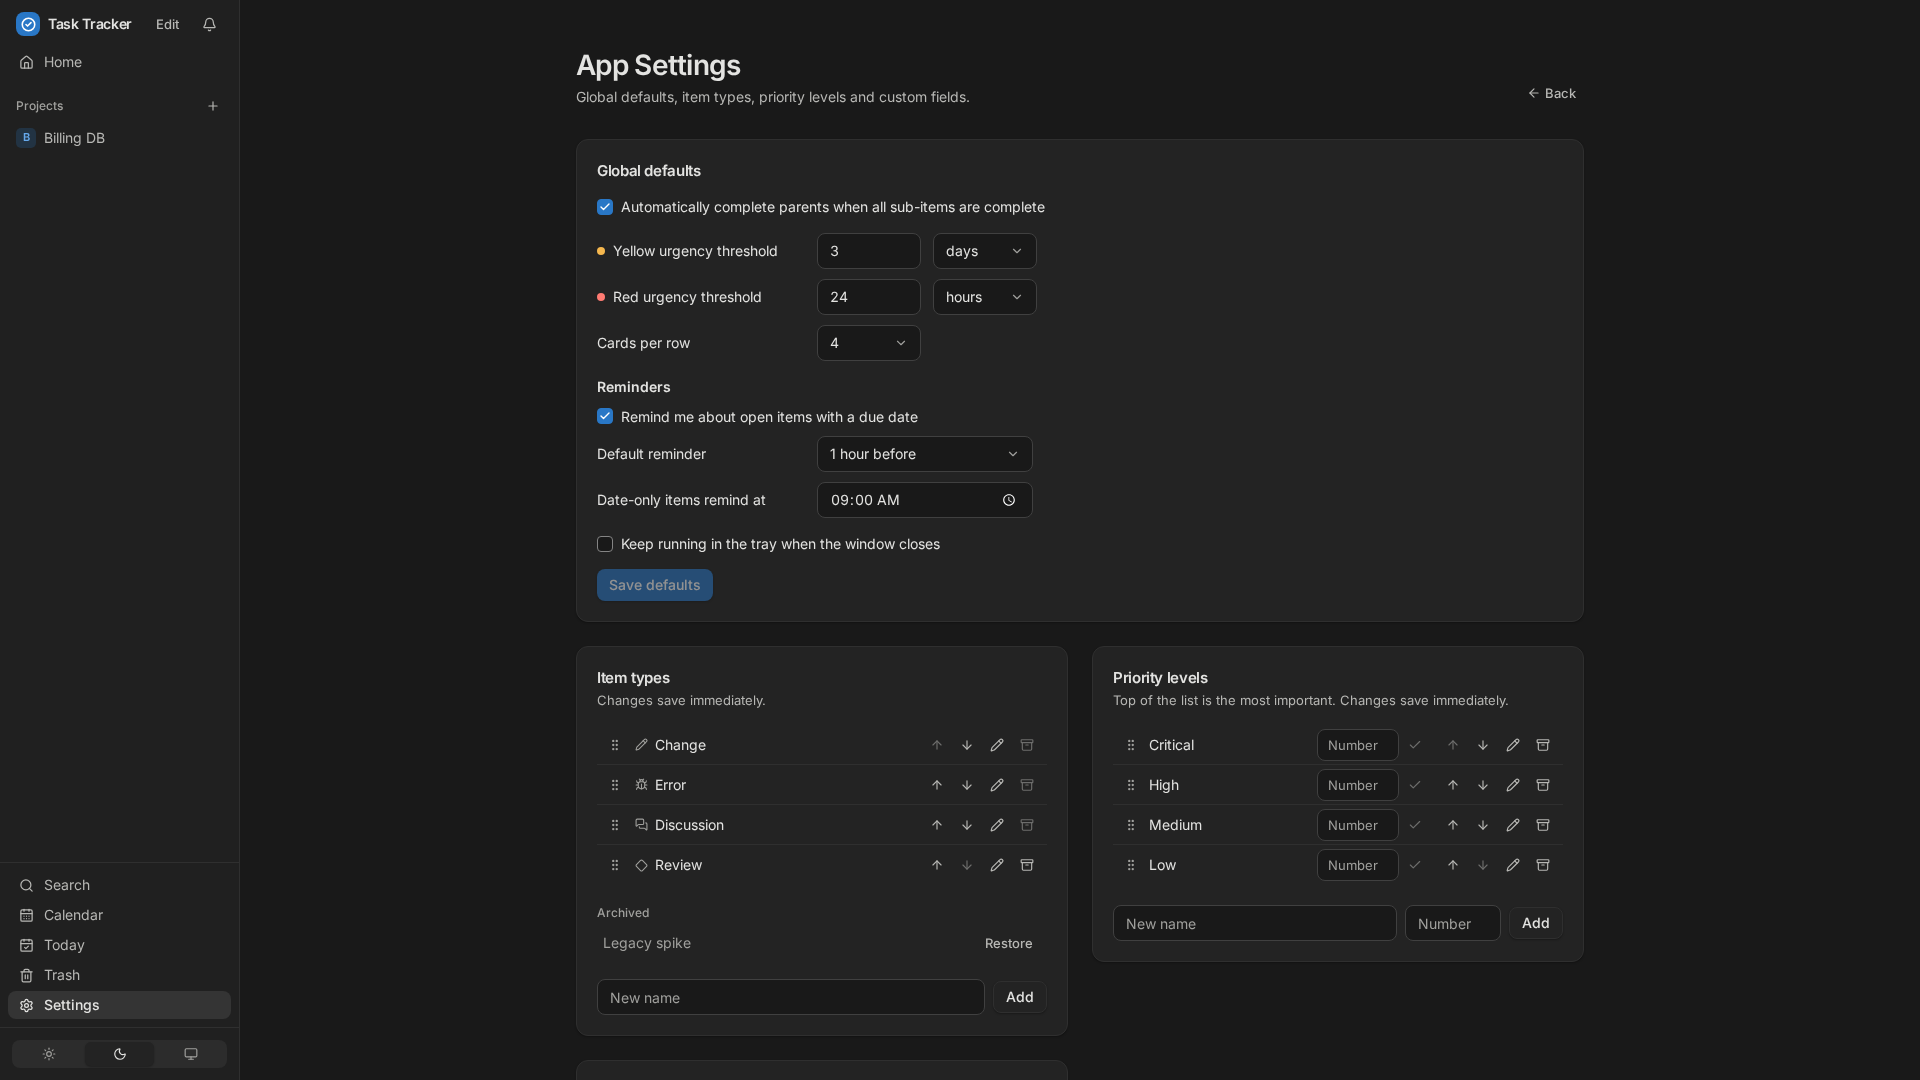 Task Tracker
Edit
Home
Projects
B
Billing DB
Search
Calendar
Today
Trash
Settings
App Settings
Global defaults, item types, priority levels and custom fields.
Back
Global defaults
Automatically complete parents when all sub-items are complete
Yellow urgency threshold 3 days
Red urgency threshold 24 hours
Cards per row 4
Reminders
Remind me about open items with a due date
Default reminder 1 hour before
Date-only items remind at 09:00 AM
Keep running in the tray when the window closes
Save defaults
Item types
Changes save immediately.
Change
Error
Discussion
Review
Archived
Legacy spike Restore
New name Add
Priority levels
Top of the list is the most important. Changes save immediately.
Critical Number
High Number
Medium Number
Low Number
New name Number Add